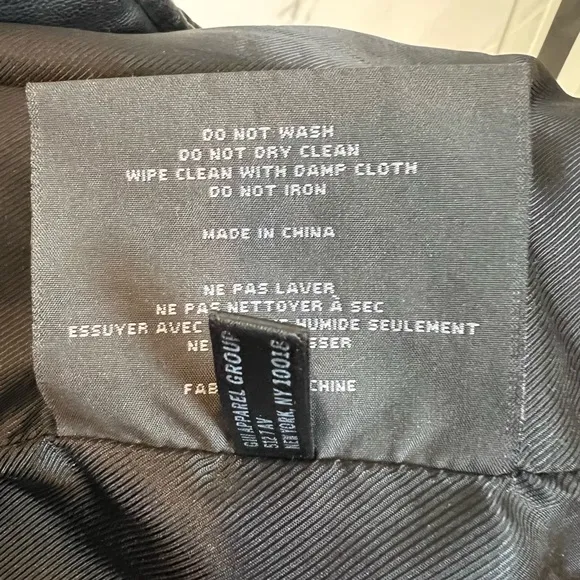 DO NOT WASH
DO NOT DRY CLEAN
WIPE CLEAN WITH DAMP CLOTH
DO NOT IRON
MADE IN CHINA
NE PAS LAVER
NE PAS NETTOYER À SEC
ESSUYER AVEC HUMIDE SEULEMENT
NE SSER
FAB CHINE
GIII APPAREL GROUP
512 7 AV.
NEW YORK, NY 10018